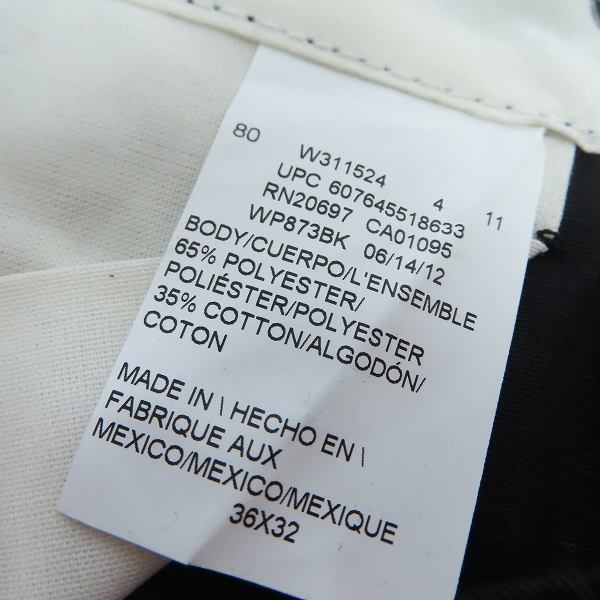 80 W311524 4 11
UPC 607645518633
RN20697 CA01095
WP873BK 06/14/12
BODY/CUERPO/L'ENSEMBLE
65% POLYESTER/
POLIÉSTER/POLYESTER
35% COTTON/ALGODÓN/
COTON
MADE IN \ HECHO EN \
FABRIQUE AUX
MEXICO/MEXICO/MEXIQUE
36X32